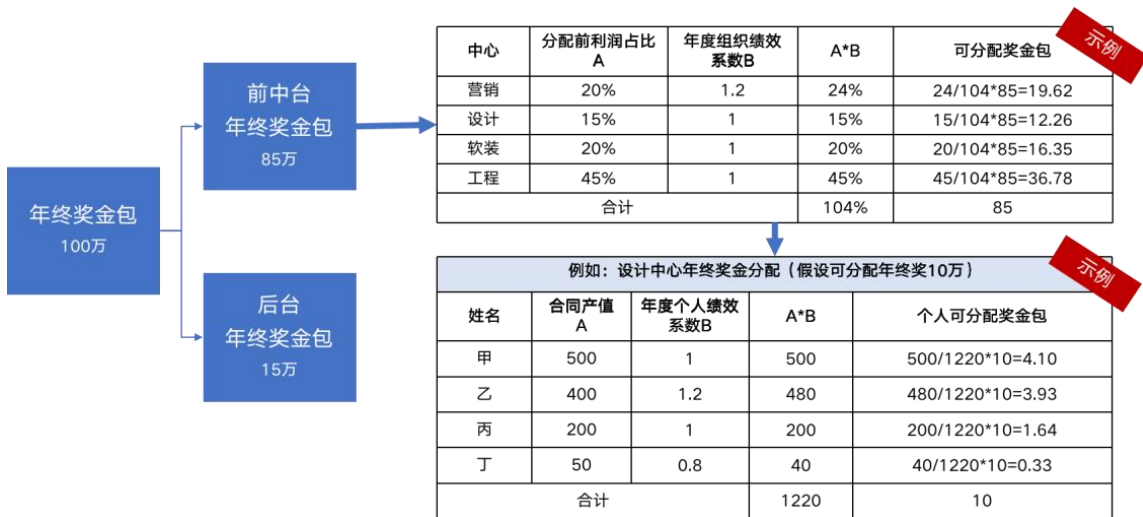 年终奖金包
100万
前中台
年终奖金包
85万
后台
年终奖金包
15万
示例
中心 分配前利润占比 A 年度组织绩效 系数B A*B 可分配奖金包
营销 20% 1.2 24% 24/104*85=19.62
设计 15% 1 15% 15/104*85=12.26
软装 20% 1 20% 20/104*85=16.35
工程 45% 1 45% 45/104*85=36.78
合计 104% 85
示例
例如：设计中心年终奖金分配（假设可分配年终奖10万）
姓名 合同产值 A 年度个人绩效 系数B A*B 个人可分配奖金包
甲 500 1 500 500/1220*10=4.10
乙 400 1.2 480 480/1220*10=3.93
丙 200 1 200 200/1220*10=1.64
丁 50 0.8 40 40/1220*10=0.33
合计 1220 10